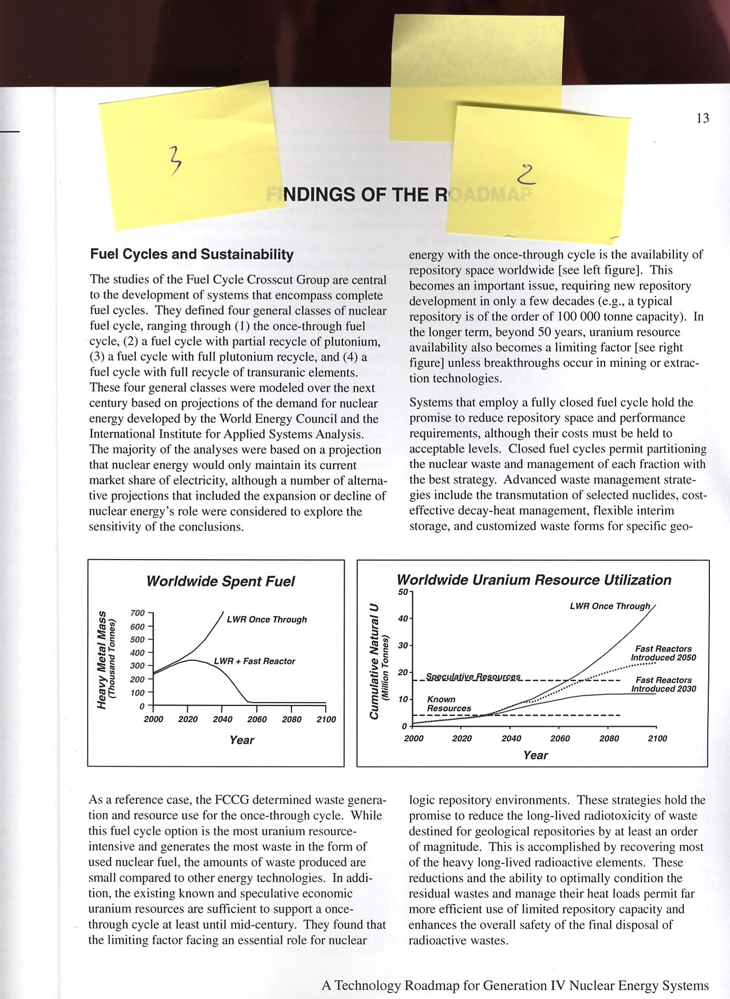 3
2
13
FINDINGS OF THE ROADMAP
Fuel Cycles and Sustainability
The studies of the Fuel Cycle Crosscut Group are central
to the development of systems that encompass complete
fuel cycles. They defined four general classes of nuclear
fuel cycle, ranging through (1) the once-through fuel
cycle, (2) a fuel cycle with partial recycle of plutonium,
(3) a fuel cycle with full plutonium recycle, and (4) a
fuel cycle with full recycle of transuranic elements.
These four general classes were modeled over the next
century based on projections of the demand for nuclear
energy developed by the World Energy Council and the
International Institute for Applied Systems Analysis.
The majority of the analyses were based on a projection
that nuclear energy would only maintain its current
market share of electricity, although a number of alterna-
tive projections that included the expansion or decline of
nuclear energy's role were considered to explore the
sensitivity of the conclusions.
energy with the once-through cycle is the availability of
repository space worldwide [see left figure]. This
becomes an important issue, requiring new repository
development in only a few decades (e.g., a typical
repository is of the order of 100 000 tonne capacity). In
the longer term, beyond 50 years, uranium resource
availability also becomes a limiting factor [see right
figure] unless breakthroughs occur in mining or extrac-
tion technologies.
Systems that employ a fully closed fuel cycle hold the
promise to reduce repository space and performance
requirements, although their costs must be held to
acceptable levels. Closed fuel cycles permit partitioning
the nuclear waste and management of each fraction with
the best strategy. Advanced waste management strate-
gies include the transmutation of selected nuclides, cost-
effective decay-heat management, flexible interim
storage, and customized waste forms for specific geo-
Worldwide Spent Fuel
Heavy Metal Mass
(Thousand Tonnes)
700
600
500
400
300
200
100
0
LWR Once Through
LWR + Fast Reactor
2000 2020 2040 2060 2080 2100
Year
Worldwide Uranium Resource Utilization
Cumulative Natural U
(Million Tonnes)
50
40
30
20
10
0
LWR Once Through
Fast Reactors
Introduced 2050
Speculative Resources
Fast Reactors
Introduced 2030
Known
Resources
2000 2020 2040 2060 2080 2100
Year
As a reference case, the FCCG determined waste genera-
tion and resource use for the once-through cycle. While
this fuel cycle option is the most uranium resource-
intensive and generates the most waste in the form of
used nuclear fuel, the amounts of waste produced are
small compared to other energy technologies. In addi-
tion, the existing known and speculative economic
uranium resources are sufficient to support a once-
through cycle at least until mid-century. They found that
the limiting factor facing an essential role for nuclear
logic repository environments. These strategies hold the
promise to reduce the long-lived radiotoxicity of waste
destined for geological repositories by at least an order
of magnitude. This is accomplished by recovering most
of the heavy long-lived radioactive elements. These
reductions and the ability to optimally condition the
residual wastes and manage their heat loads permit far
more efficient use of limited repository capacity and
enhances the overall safety of the final disposal of
radioactive wastes.
A Technology Roadmap for Generation IV Nuclear Energy Systems